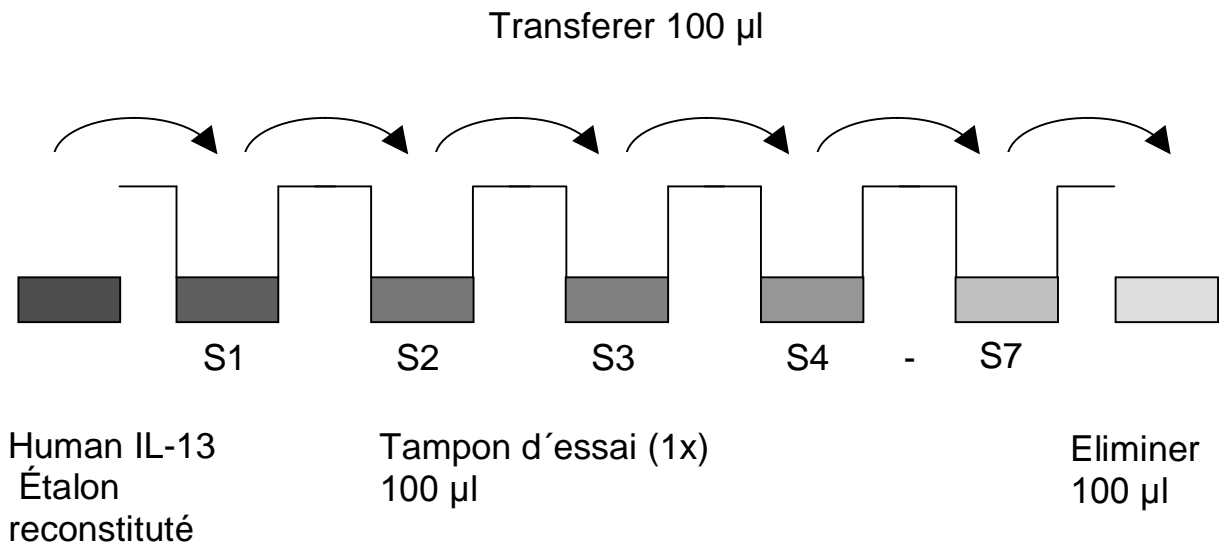 Transferer 100 µl
S1 S2 S3 S4 - S7
Human IL-13
Étalon
reconstituté
Tampon d´essai (1x)
100 µl
Eliminer
100 µl